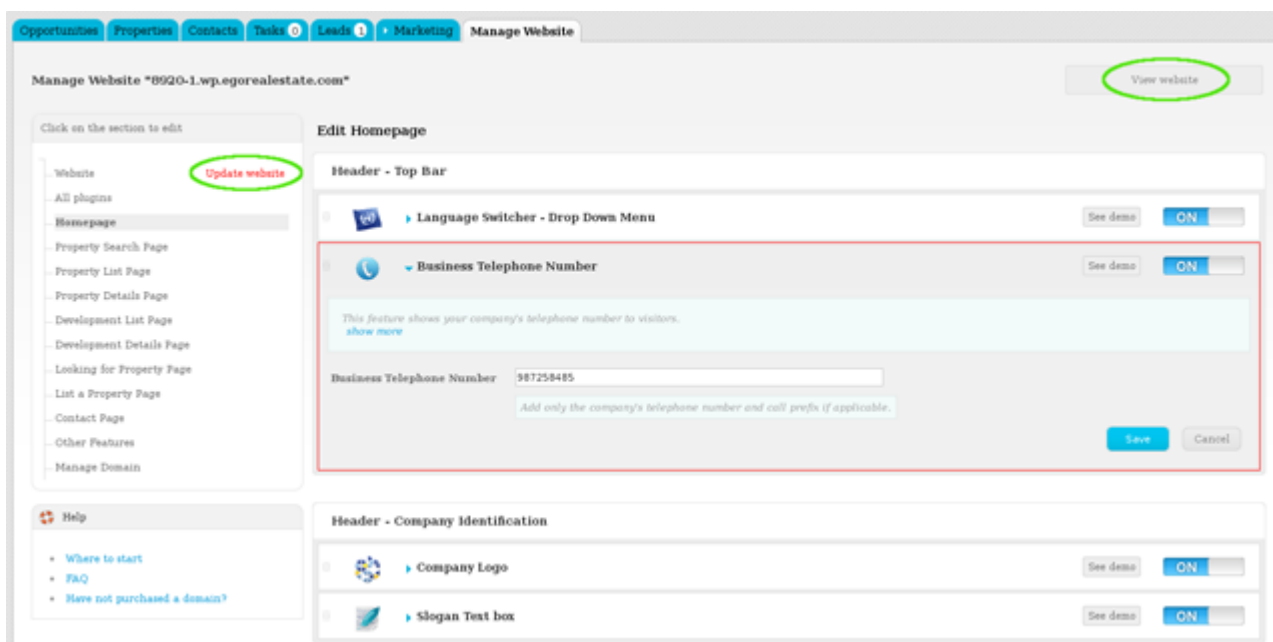 Opportunities Properties Contacts Tasks 0 Leads 1 Marketing Manage Website
Manage Website "8920-1.wp.egorealestate.com"
View website
Click on the section to edit
Website Update website
All plugins
Homepage
Property Search Page
Property List Page
Property Details Page
Development List Page
Development Details Page
Looking for Property Page
List a Property Page
Contact Page
Other Features
Manage Domain
Help
Where to start
FAQ
Have not purchased a domain?
Edit Homepage
Header - Top Bar
Language Switcher - Drop Down Menu See demo ON
Business Telephone Number See demo ON
This feature shows your company's telephone number to visitors.
show more
Business Telephone Number 987258485
Add only the company's telephone number and call prefix if applicable.
Save Cancel
Header - Company Identification
Company Logo See demo ON
Slogan Text box See demo ON